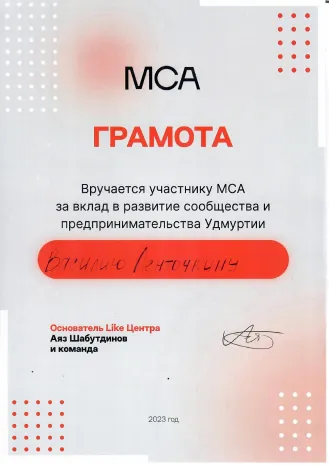 МСА
ГРАМОТА
Вручается участнику МСА
за вклад в развитие сообщества и
предпринимательства Удмуртии
Василию
Основатель Like Центра
Аяз Шабутдинов
и команда
Аяз
2023 год